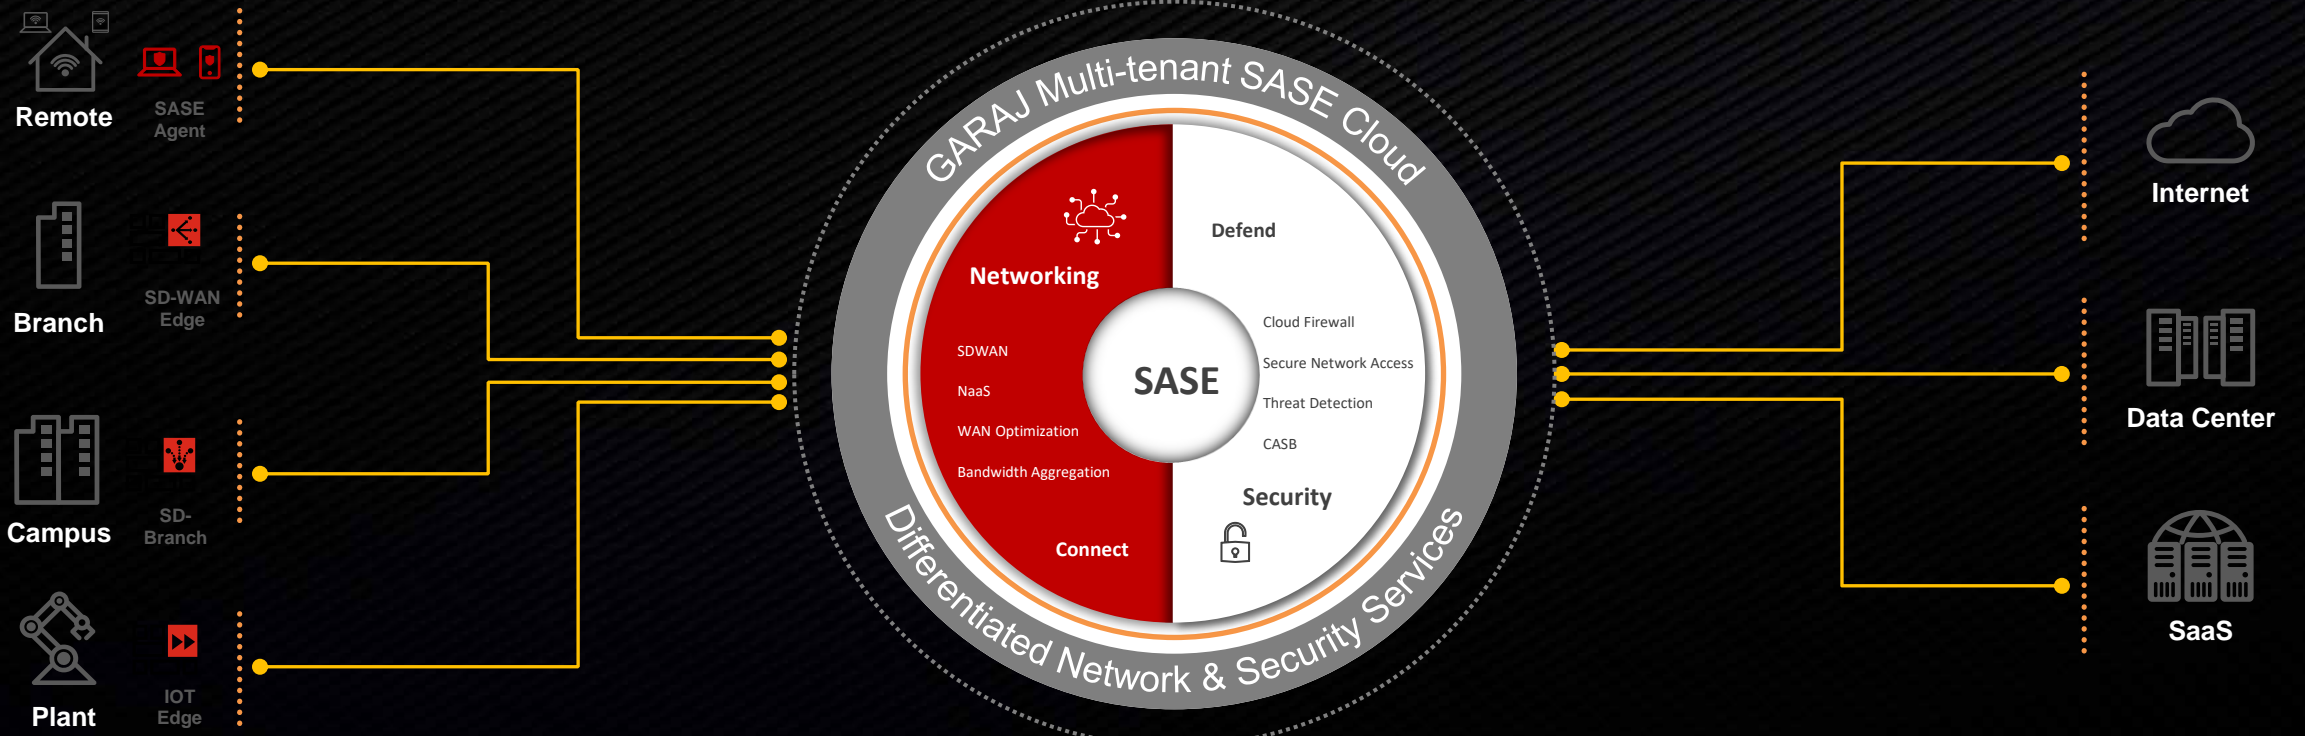 Remote
SASE
Agent
Branch
SD-WAN
Edge
Campus
SD-
Branch
Plant
IOT
Edge
GARAJ Multi-tenant SASE Cloud
Networking
SDWAN
NaaS
WAN Optimization
Bandwidth Aggregation
Connect
SASE
Defend
Cloud Firewall
Secure Network Access
Threat Detection
CASB
Security
Differentiated Network & Security Services
Internet
Data Center
SaaS